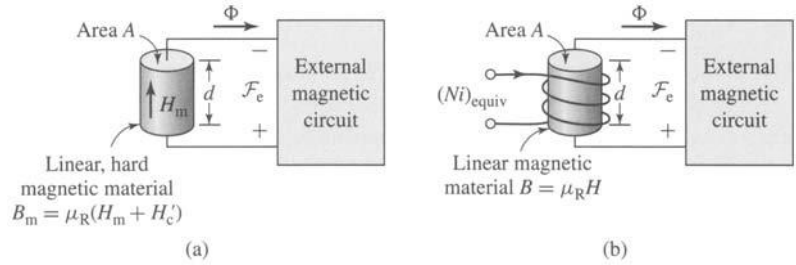 Φ
Area A
−
d
H_m
ℱ_e
+
External
magnetic
circuit
Linear, hard
magnetic material
B_m = μ_R(H_m + H_c′)
(a)
Φ
Area A
−
(Ni)_equiv
d
ℱ_e
+
External
magnetic
circuit
Linear magnetic
material B = μ_RH
(b)